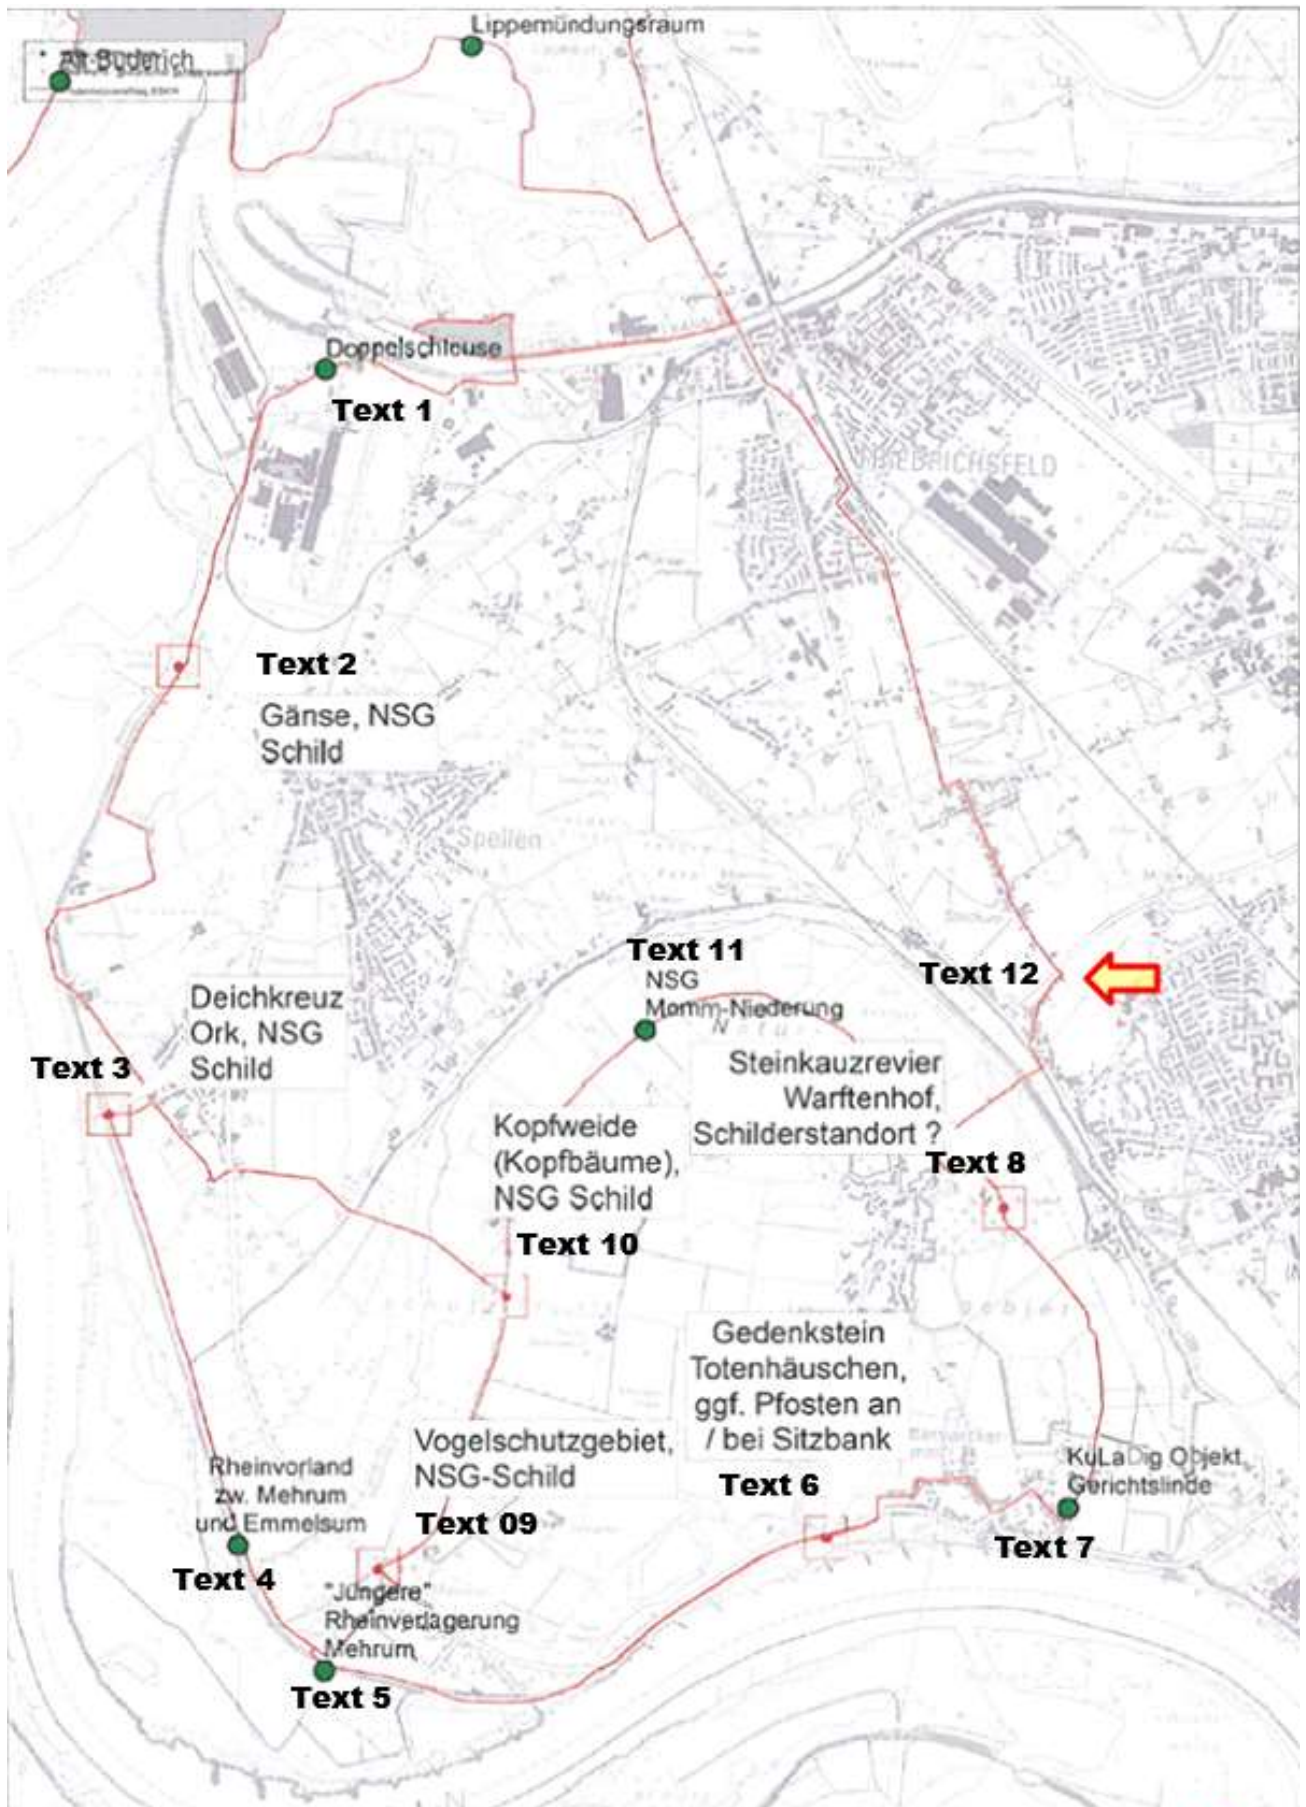 Lippemündungsraum
Alt-Büderich
Doppelschleuse
Text 1
FRIEDRICHSFELD
Text 2
Gänse, NSG
Schild
Spellen
Text 11
NSG
Momm-Niederung
Text 12
Deichkreuz
Ork, NSG
Schild
Text 3
Steinkauzrevier
Warftenhof,
Schilderstandort ?
Text 8
Kopfweide
(Kopfbäume),
NSG Schild
Text 10
Gedenkstein
Totenhäuschen,
ggf. Pfosten an
/ bei Sitzbank
Text 6
Vogelschutzgebiet,
NSG-Schild
Text 09
KuLaDig Objekt
Gerichtslinde
Text 7
Rheinvorland
zw. Mehrum
und Emmelsum
Text 4
"Jüngere"
Rheinverlagerung
Mehrum
Text 5